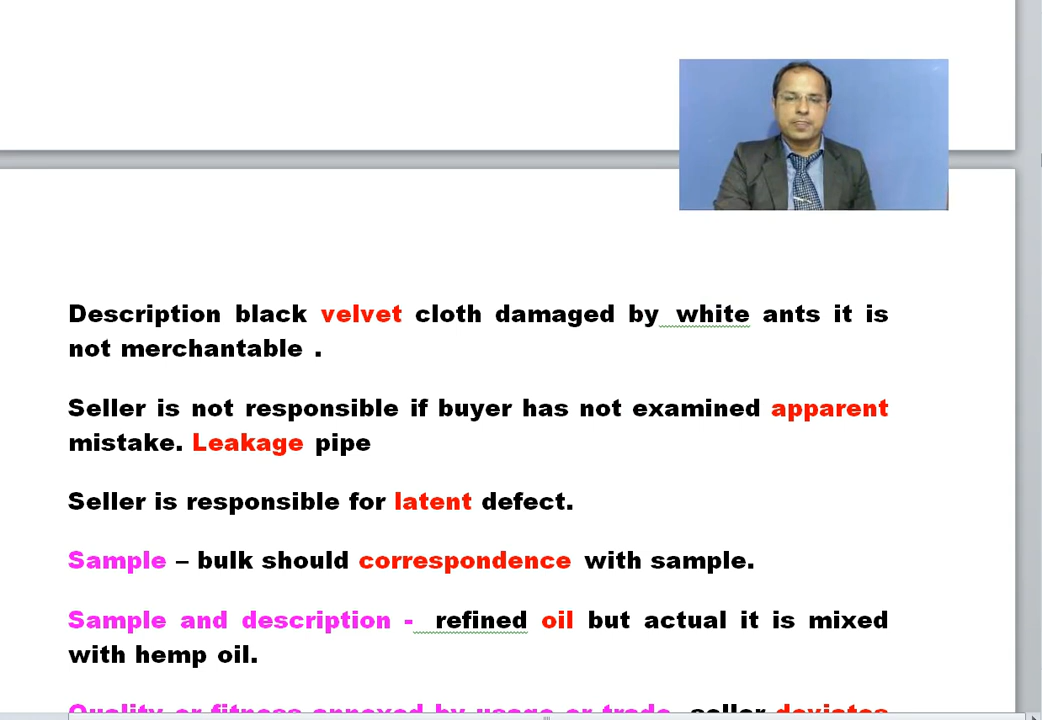 Description black velvet cloth damaged by white ants it is
not merchantable .
Seller is not responsible if buyer has not examined apparent
mistake. Leakage pipe
Seller is responsible for latent defect.
Sample – bulk should correspondence with sample.
Sample and description - refined oil but actual it is mixed
with hemp oil.
Quality or fitness annexed by usage or trade seller deviates